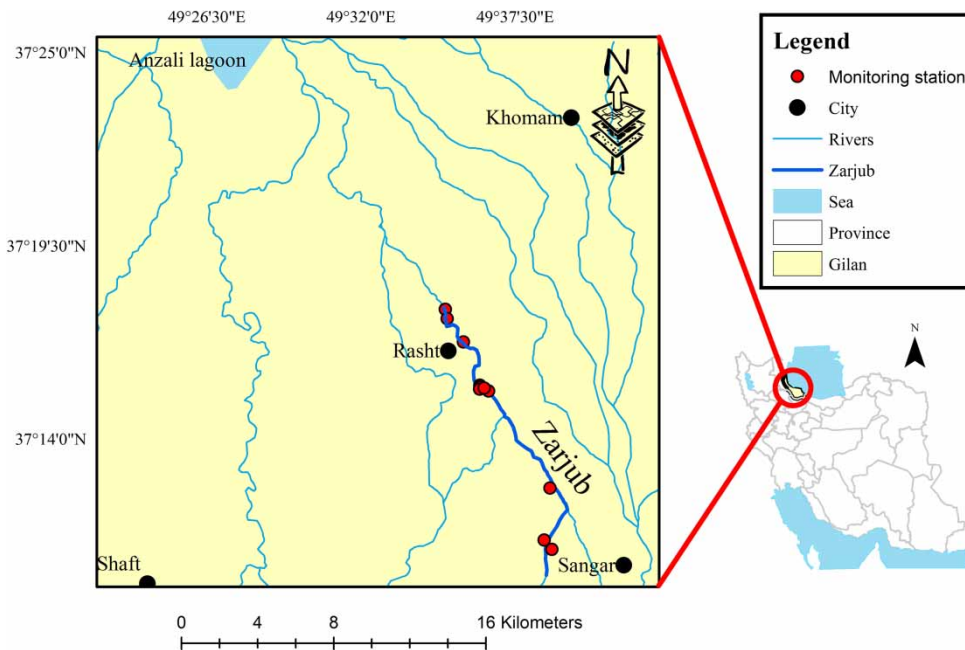 49°26'30"E 49°32'0"E 49°37'30"E
37°25'0"N
37°19'30"N
37°14'0"N
Anzali lagoon
N
Khomam
Rasht
Zarjub
Shaft
Sangar
0 4 8 16 Kilometers
Legend
Monitoring station
City
Rivers
Zarjub
Sea
Province
Gilan
N